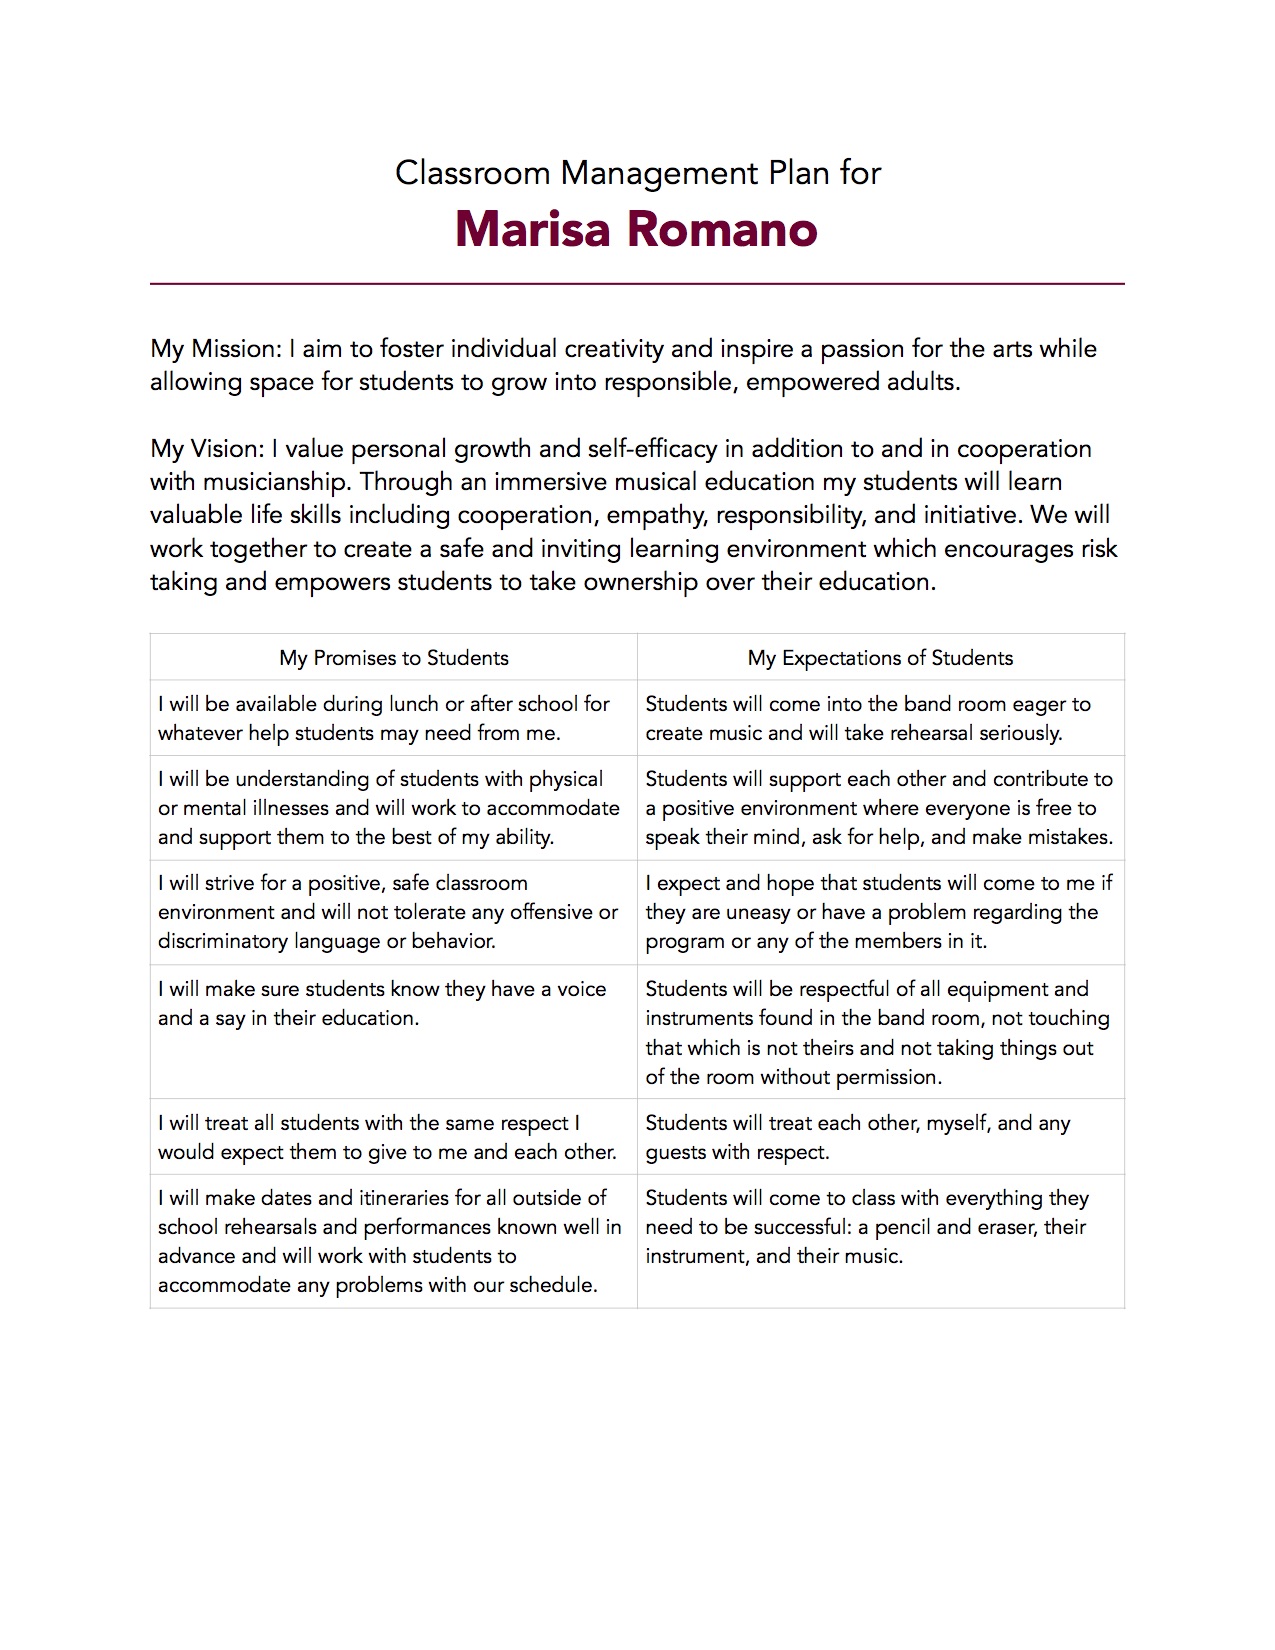 Classroom Management Plan for
Marisa Romano
My Mission: I aim to foster individual creativity and inspire a passion for the arts while
allowing space for students to grow into responsible, empowered adults.
My Vision: I value personal growth and self-efficacy in addition to and in cooperation
with musicianship. Through an immersive musical education my students will learn
valuable life skills including cooperation, empathy, responsibility, and initiative. We will
work together to create a safe and inviting learning environment which encourages risk
taking and empowers students to take ownership over their education.
My Promises to Students
My Expectations of Students
I will be available during lunch or after school for
whatever help students may need from me.
Students will come into the band room eager to
create music and will take rehearsal seriously.
I will be understanding of students with physical
or mental illnesses and will work to accommodate
and support them to the best of my ability.
Students will support each other and contribute to
a positive environment where everyone is free to
speak their mind, ask for help, and make mistakes.
I will strive for a positive, safe classroom
environment and will not tolerate any offensive or
discriminatory language or behavior.
I expect and hope that students will come to me if
they are uneasy or have a problem regarding the
program or any of the members in it.
I will make sure students know they have a voice
and a say in their education.
Students will be respectful of all equipment and
instruments found in the band room, not touching
that which is not theirs and not taking things out
of the room without permission.
I will treat all students with the same respect I
would expect them to give to me and each other.
Students will treat each other, myself, and any
guests with respect.
I will make dates and itineraries for all outside of
school rehearsals and performances known well in
advance and will work with students to
accommodate any problems with our schedule.
Students will come to class with everything they
need to be successful: a pencil and eraser, their
instrument, and their music.